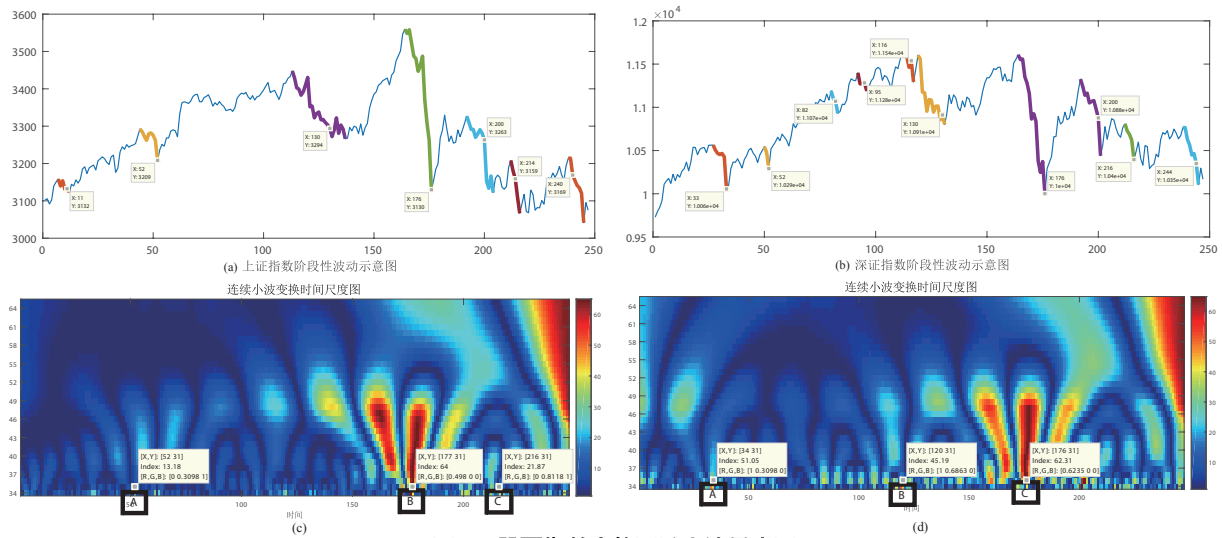 3600
3500
3400
3300
3200
3100
3000
0
50
100
150
200
250
X: 11
Y: 3132
X: 52
Y: 3209
X: 130
Y: 3294
X: 176
Y: 3130
X: 200
Y: 3263
X: 214
Y: 3159
X: 240
Y: 3169
(a) 上证指数阶段性波动示意图
×10⁴
1.2
1.15
1.1
1.05
1
0.95
0
50
100
150
200
250
X: 33
Y: 1.006e+04
X: 52
Y: 1.029e+04
X: 82
Y: 1.107e+04
X: 95
Y: 1.128e+04
X: 116
Y: 1.154e+04
X: 130
Y: 1.091e+04
X: 176
Y: 1e+04
X: 200
Y: 1.088e+04
X: 216
Y: 1.04e+04
X: 244
Y: 1.035e+04
(b) 深证指数阶段性波动示意图
连续小波变换时间尺度图
64
61
58
55
52
49
46
43
40
37
34
[X,Y]: [52 31]
Index: 13.18
[R,G,B]: [0 0.3098 1]
[X,Y]: [177 31]
Index: 64
[R,G,B]: [0.498 0 0]
[X,Y]: [216 31]
Index: 21.87
[R,G,B]: [0 0.8118 1]
A
B
C
100
150
200
时间
60
50
40
30
20
10
(c)
连续小波变换时间尺度图
64
61
58
55
52
49
46
43
40
37
34
[X,Y]: [34 31]
Index: 51.05
[R,G,B]: [1 0.3098 0]
[X,Y]: [120 31]
Index: 45.19
[R,G,B]: [1 0.6863 0]
[X,Y]: [176 31]
Index: 62.31
[R,G,B]: [0.6235 0 0]
A
B
C
50
100
150
200
时间
60
50
40
30
20
10
(d)